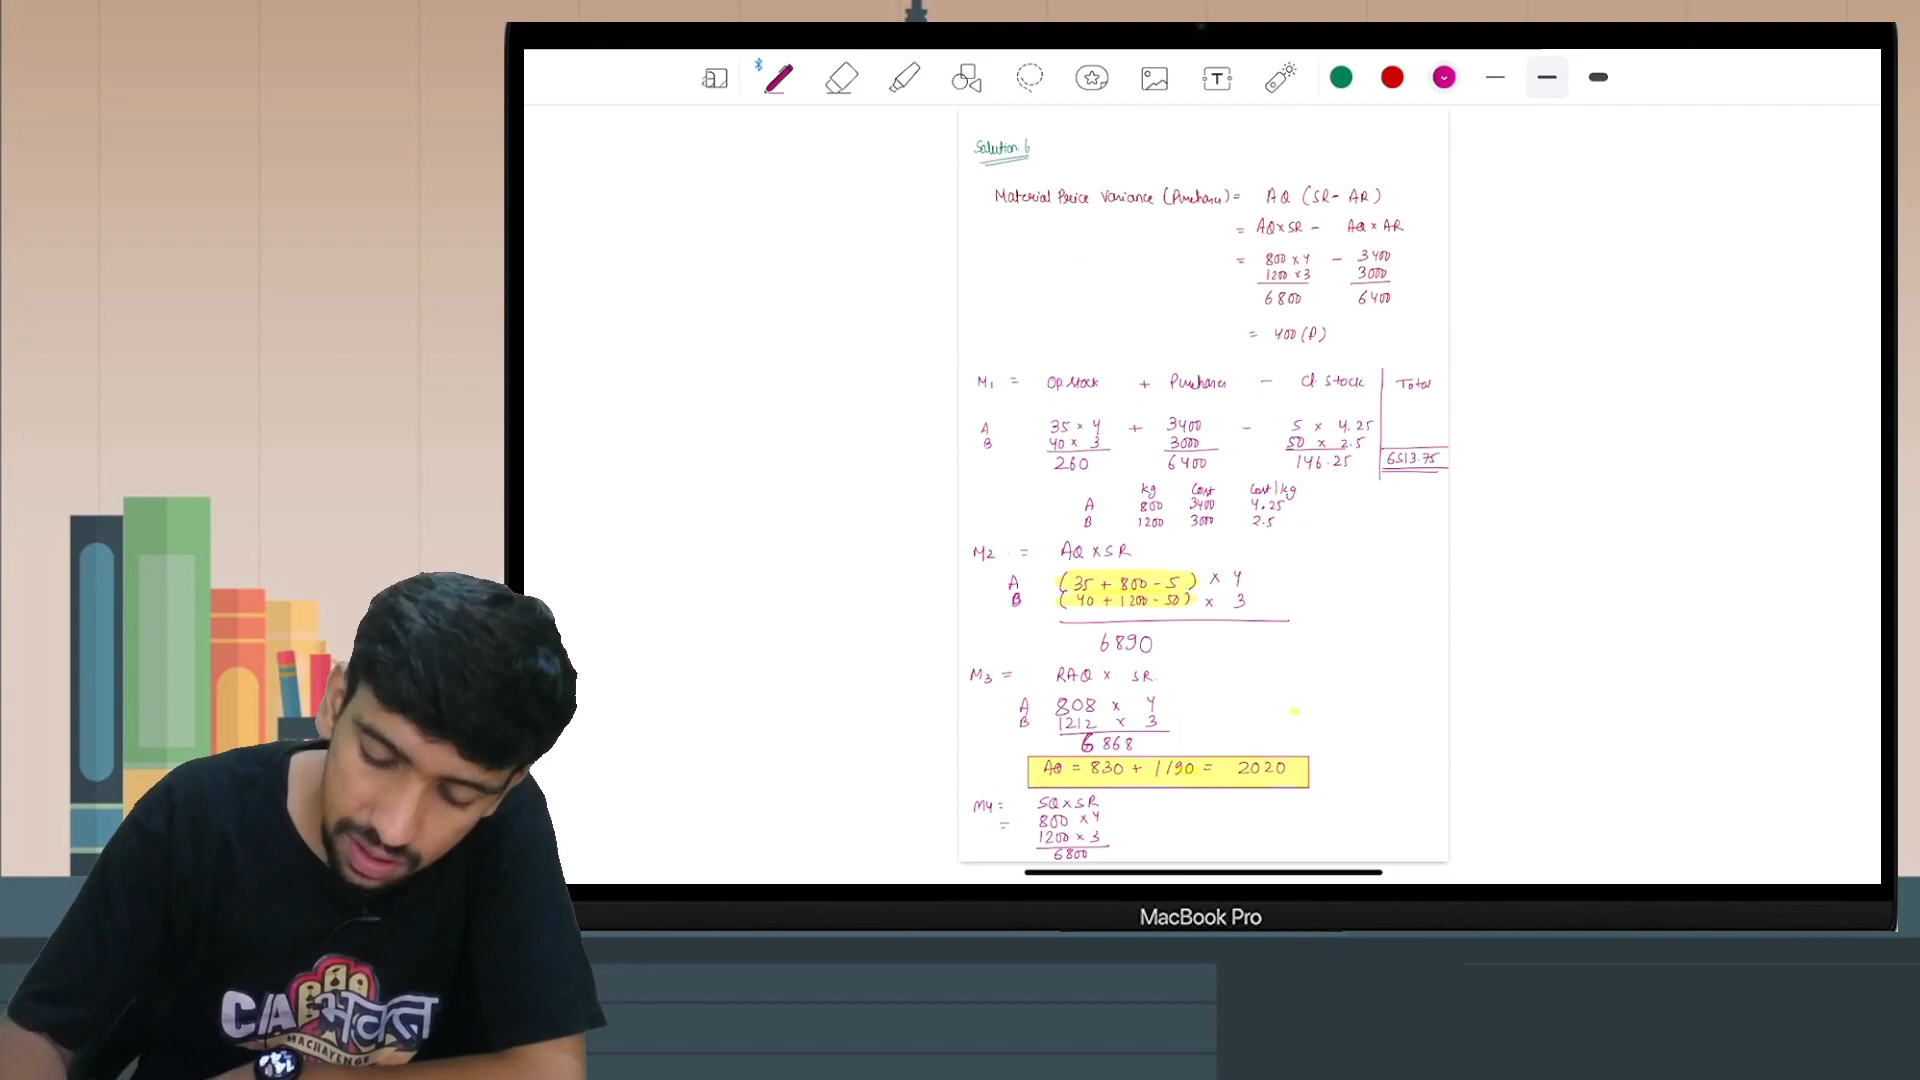 Solution 6
Material Price Variance (Purchase) = AQ (SR - AR)
= AQ x SR - AQ x AR
= 800 x 4 - 3400
1200 x 3 3000
6800 6400
= 400 (F)
M1 = Op. stock + Purchases - Cl. stock Total
A 35 x 4 + 3400 - 5 x 4.25
B 40 x 3 3000 50 x 2.5
260 6400 146.25 6513.75
kg Cost Cost/kg
A 800 3400 4.25
B 1200 3000 2.5
M2 = AQ x SR
A (35 + 800 - 5) x 4
B (40 + 1200 - 50) x 3
6890
M3 = RAQ x SR.
A 808 x 4
B 1212 x 3
6868
AQ = 830 + 1190 = 2020
M4 = SQ x SR
= 800 x 4
1200 x 3
6800
T
MacBook Pro
CA भक्त
MACHAYENGE